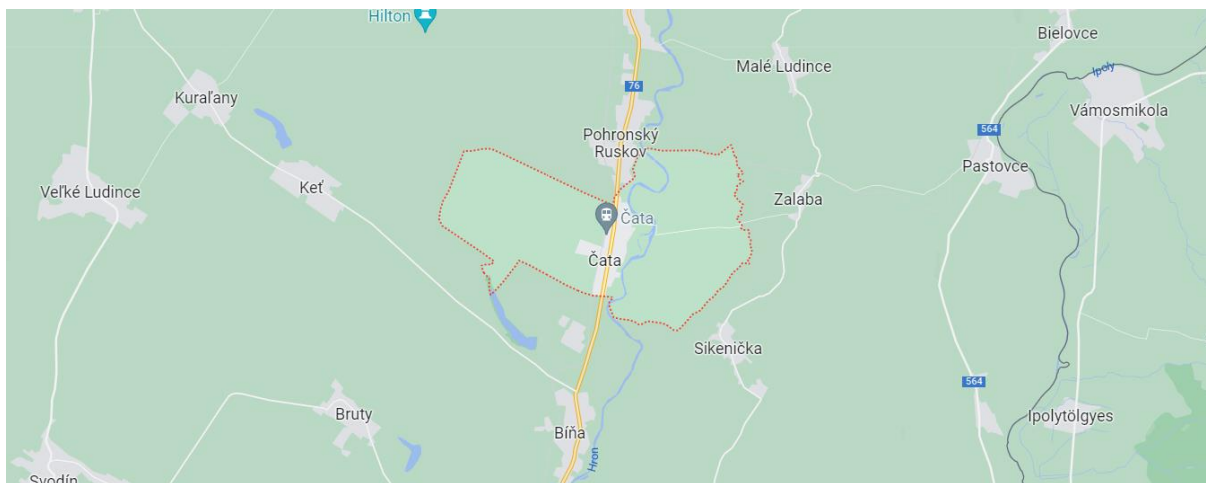 Hilton
Bielovce
Malé Ludince
Ipoly
76
Kuraľany
Vámosmikola
564
Pohronský
Ruskov
Pastovce
Keť
Veľké Ludince
Zalaba
Čata
Čata
Sikenička
564
Bruty
Ipolytölgyes
Bíňa
Hron
Svodín